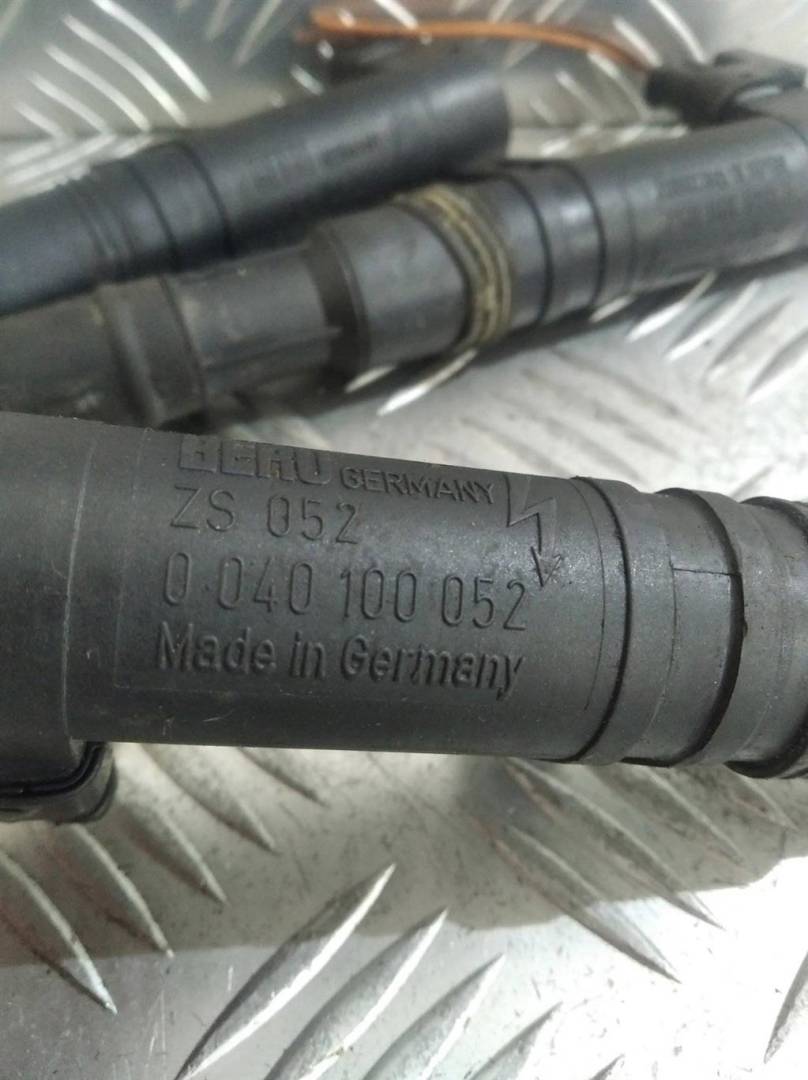 BERU GERMANY
ZS 052
0 040 100 052
Made in Germany